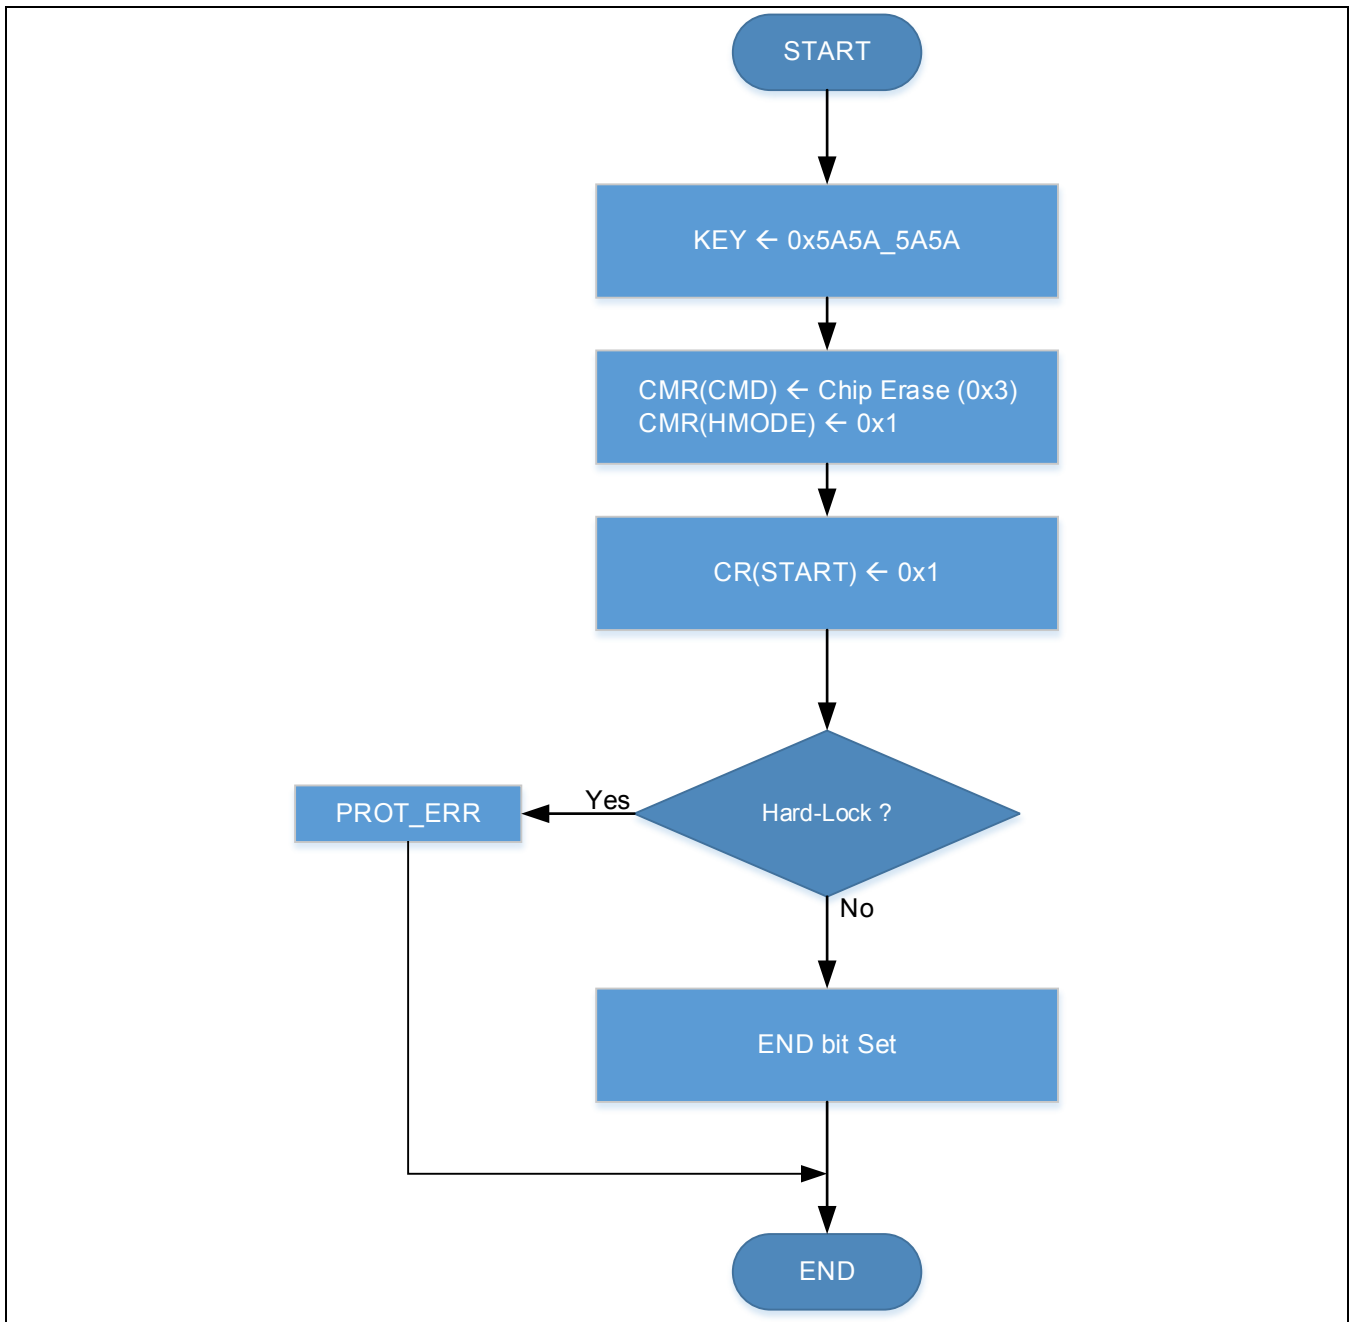 START
KEY ← 0x5A5A_5A5A
CMR(CMD) ← Chip Erase (0x3)
CMR(HMODE) ← 0x1
CR(START) ← 0x1
Hard-Lock ?
Yes
PROT_ERR
No
END bit Set
END